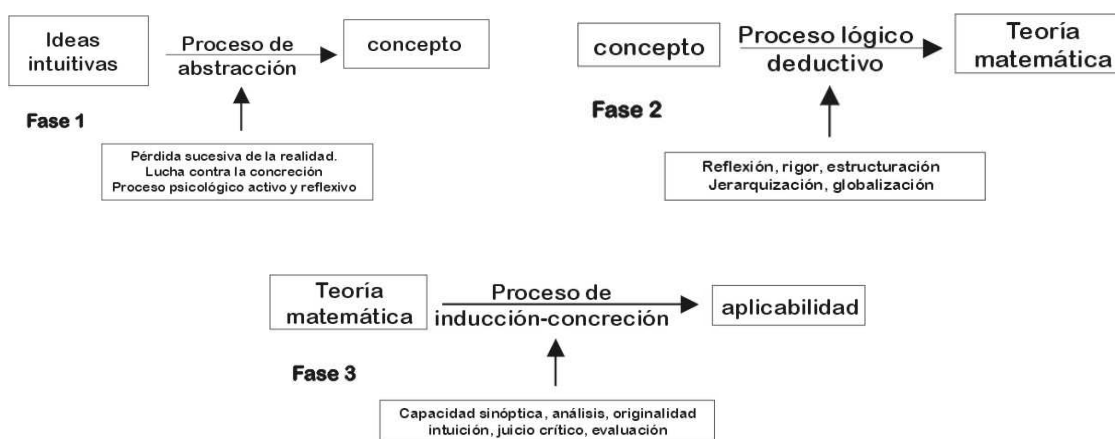 Ideas
intuitivas
Proceso de
abstracción
concepto
Fase 1
Pérdida sucesiva de la realidad.
Lucha contra la concreción
Proceso psicológico activo y reflexivo
concepto
Proceso lógico
deductivo
Teoría
matemática
Fase 2
Reflexión, rigor, estructuración
Jerarquización, globalización
Teoría
matemática
Proceso de
inducción-concreción
aplicabilidad
Fase 3
Capacidad sinóptica, análisis, originalidad
intuición, juicio crítico, evaluación